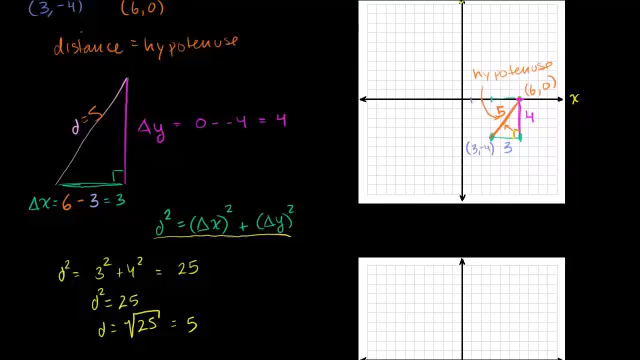 (3,-4) (6,0)
distance = hypotenuse
d=5
Δy = 0 - -4 = 4
Δx = 6 - 3 = 3
d² = (Δx)² + (Δy)²
d² = 3² + 4² = 25
d² = 25
d = √25 = 5
hypotenuse
(6,0)
x
5
4
(3,-4)
3